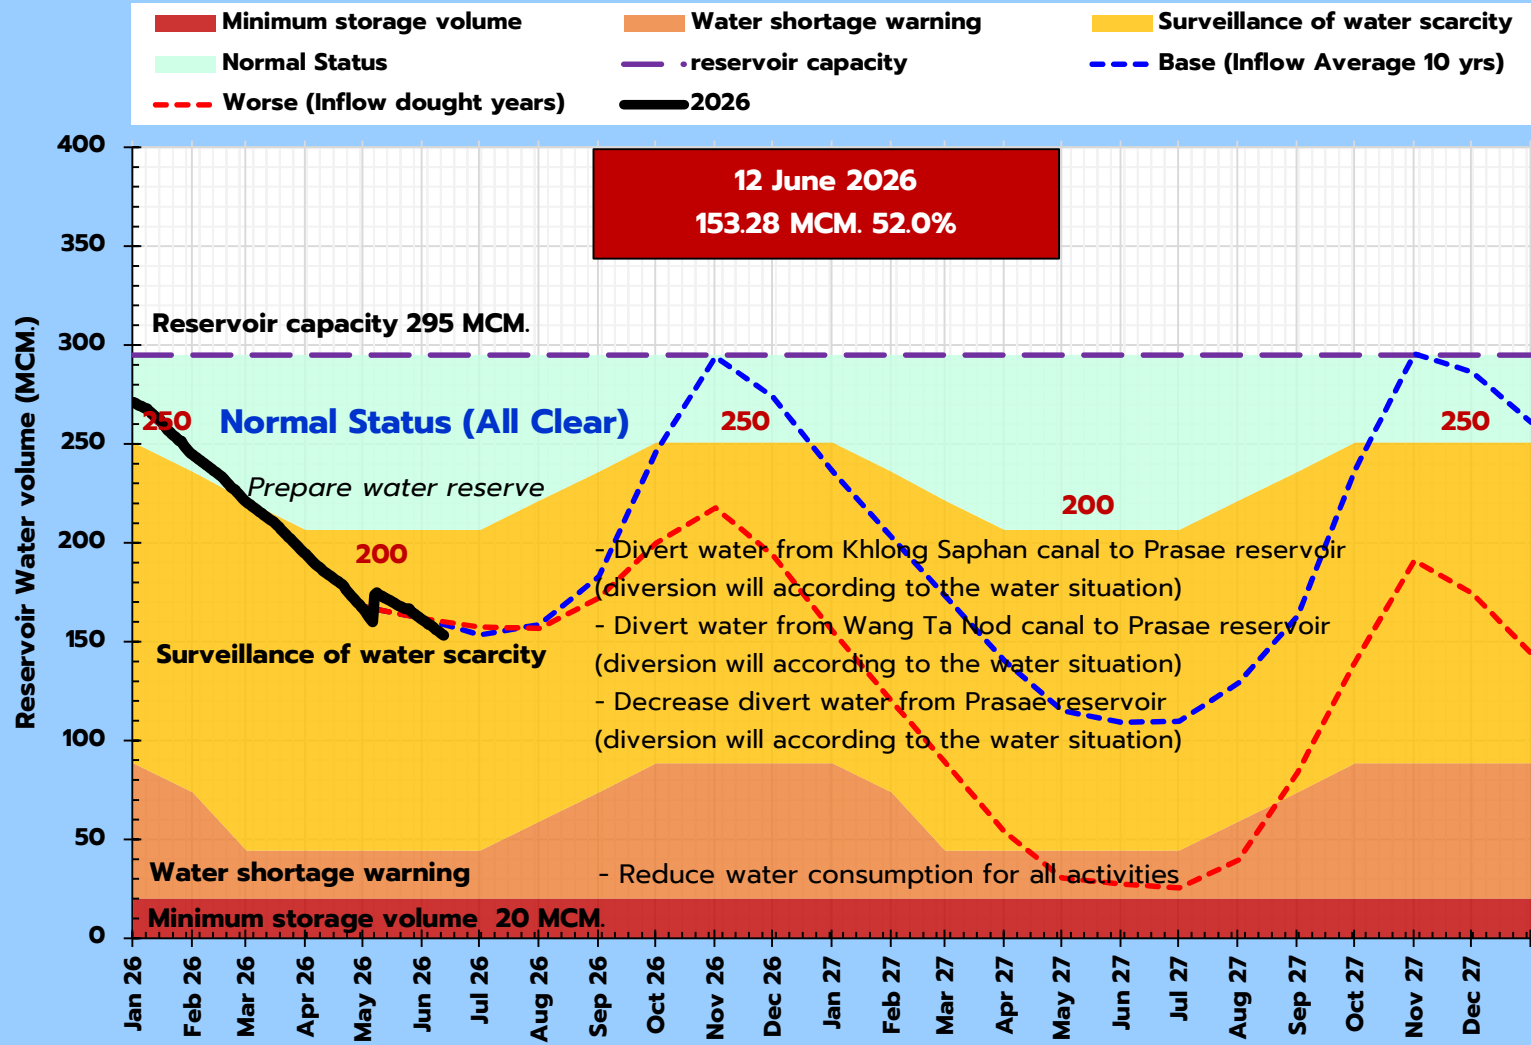 Minimum storage volume
Water shortage warning
Surveillance of water scarcity
Normal Status
reservoir capacity
Base (Inflow Average 10 yrs)
Worse (Inflow dought years)
2026
12 June 2026
153.28 MCM. 52.0%
Reservoir Water volume (MCM.)
400
350
300
250
200
150
100
50
0
Reservoir capacity 295 MCM.
250
Normal Status (All Clear)
250
250
Prepare water reserve
200
200
- Divert water from Khlong Saphan canal to Prasae reservoir
(diversion will according to the water situation)
- Divert water from Wang Ta Nod canal to Prasae reservoir
(diversion will according to the water situation)
- Decrease divert water from Prasae reservoir
(diversion will according to the water situation)
Surveillance of water scarcity
Water shortage warning
- Reduce water consumption for all activities
Minimum storage volume  20 MCM.
Jan 26
Feb 26
Mar 26
Apr 26
May 26
Jun 26
Jul 26
Aug 26
Sep 26
Oct 26
Nov 26
Dec 26
Jan 27
Feb 27
Mar 27
Apr 27
May 27
Jun 27
Jul 27
Aug 27
Sep 27
Oct 27
Nov 27
Dec 27